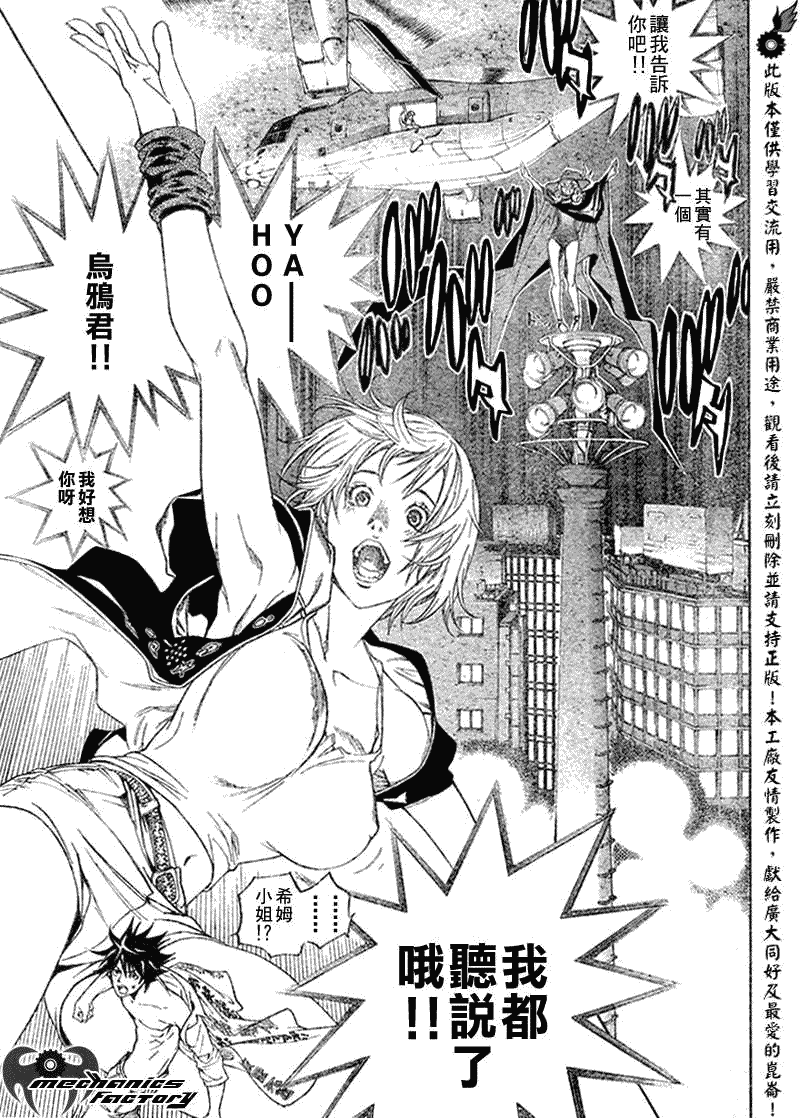 讓我告訴
你吧!!
其實有
一個
YA——
HOO
烏鴉君!!
我好想
你呀
……
……
希姆
小姐!?
我都
聽説了
哦!!
此版本僅供學習交流用，嚴禁商業用途，觀看後請立刻刪除並請支持正版！本工廠友情製作，獻給廣大同好及最愛的崑崙！
mechanics
Factory